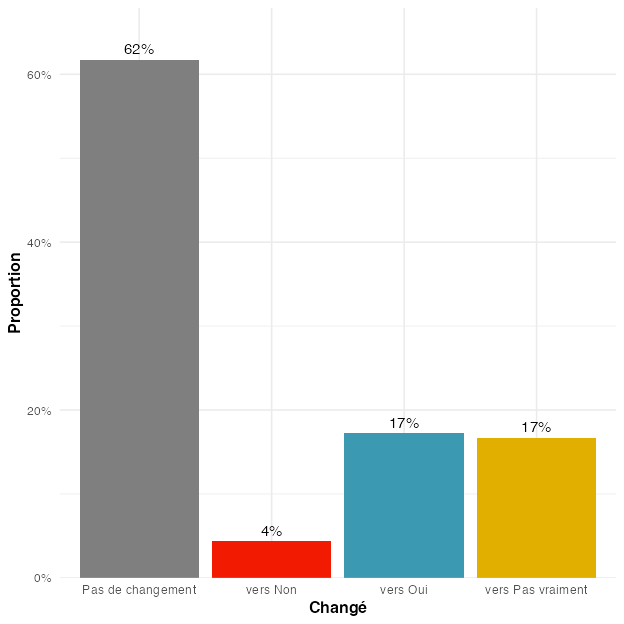 62%
60%
40%
20%
0%
4%
17%
17%
Proportion
Pas de changement
vers Non
vers Oui
vers Pas vraiment
Changé